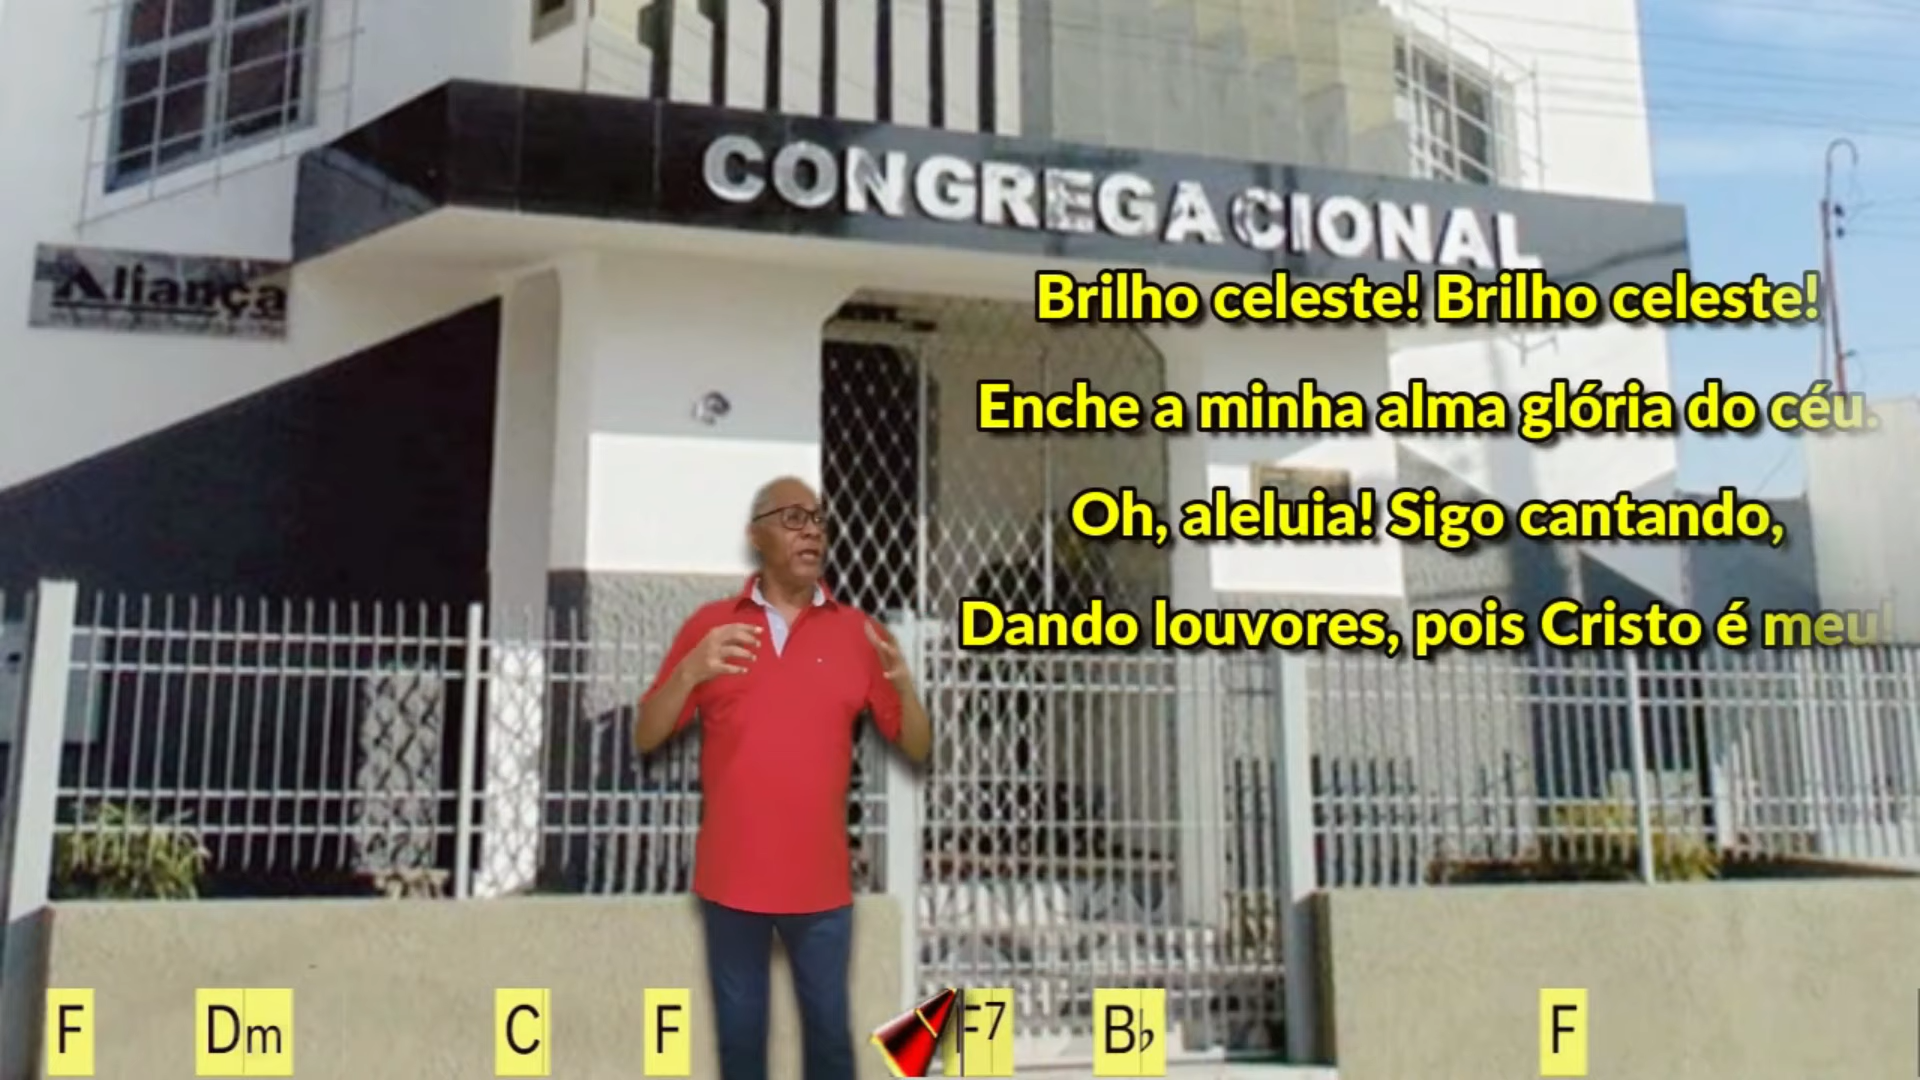 CONGREGACIONAL
Aliança
Brilho celeste! Brilho celeste!
Enche a minha alma glória do céu.
Oh, aleluia! Sigo cantando,
Dando louvores, pois Cristo é meu!
F Dm C F F7 B♭ F